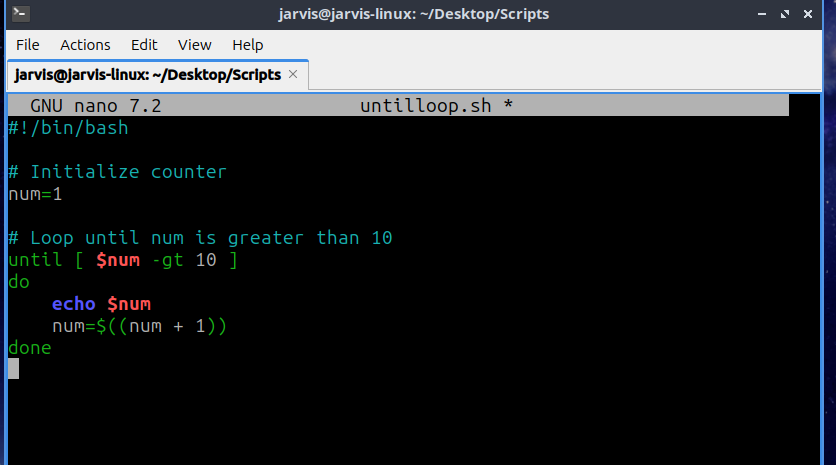 jarvis@jarvis-linux: ~/Desktop/Scripts
File Actions Edit View Help
jarvis@jarvis-linux: ~/Desktop/Scripts ×
GNU nano 7.2 untilloop.sh *
#!/bin/bash

# Initialize counter
num=1

# Loop until num is greater than 10
until [ $num -gt 10 ]
do
    echo $num
    num=$((num + 1))
done